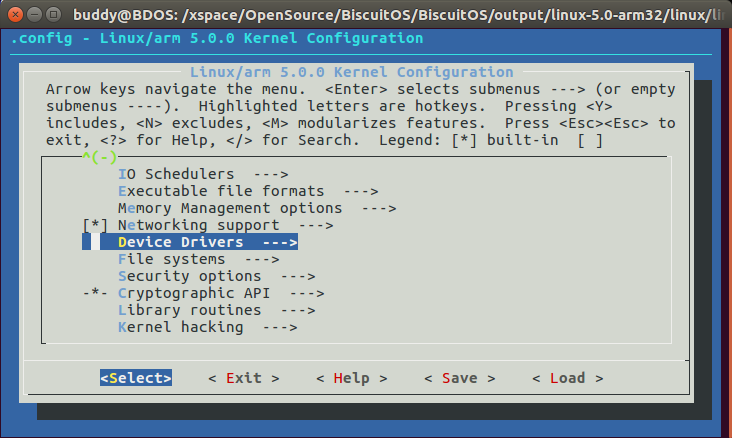 buddy@BDOS: /xspace/OpenSource/BiscuitOS/BiscuitOS/output/linux-5.0-arm32/linux/
.config - Linux/arm 5.0.0 Kernel Configuration
Linux/arm 5.0.0 Kernel Configuration
Arrow keys navigate the menu.  <Enter> selects submenus ---> (or empty
submenus ----).  Highlighted letters are hotkeys.  Pressing <Y>
includes, <N> excludes, <M> modularizes features.  Press <Esc><Esc> to
exit, <?> for Help, </> for Search.  Legend: [*] built-in  [ ]
^(-)
IO Schedulers  --->
Executable file formats  --->
Memory Management options  --->
[*] Networking support  --->
Device Drivers  --->
File systems  --->
Security options  --->
-*- Cryptographic API  --->
Library routines  --->
Kernel hacking  --->
<Select>    < Exit >    < Help >    < Save >    < Load >